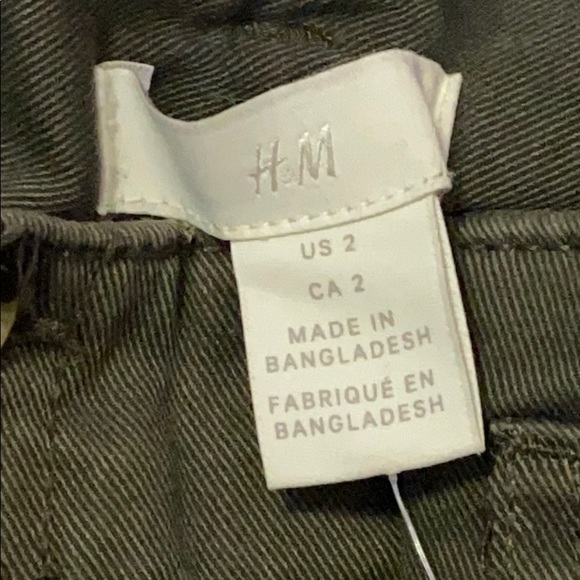 H&M
US 2
CA 2
MADE IN
BANGLADESH
FABRIQUÉ EN
BANGLADESH